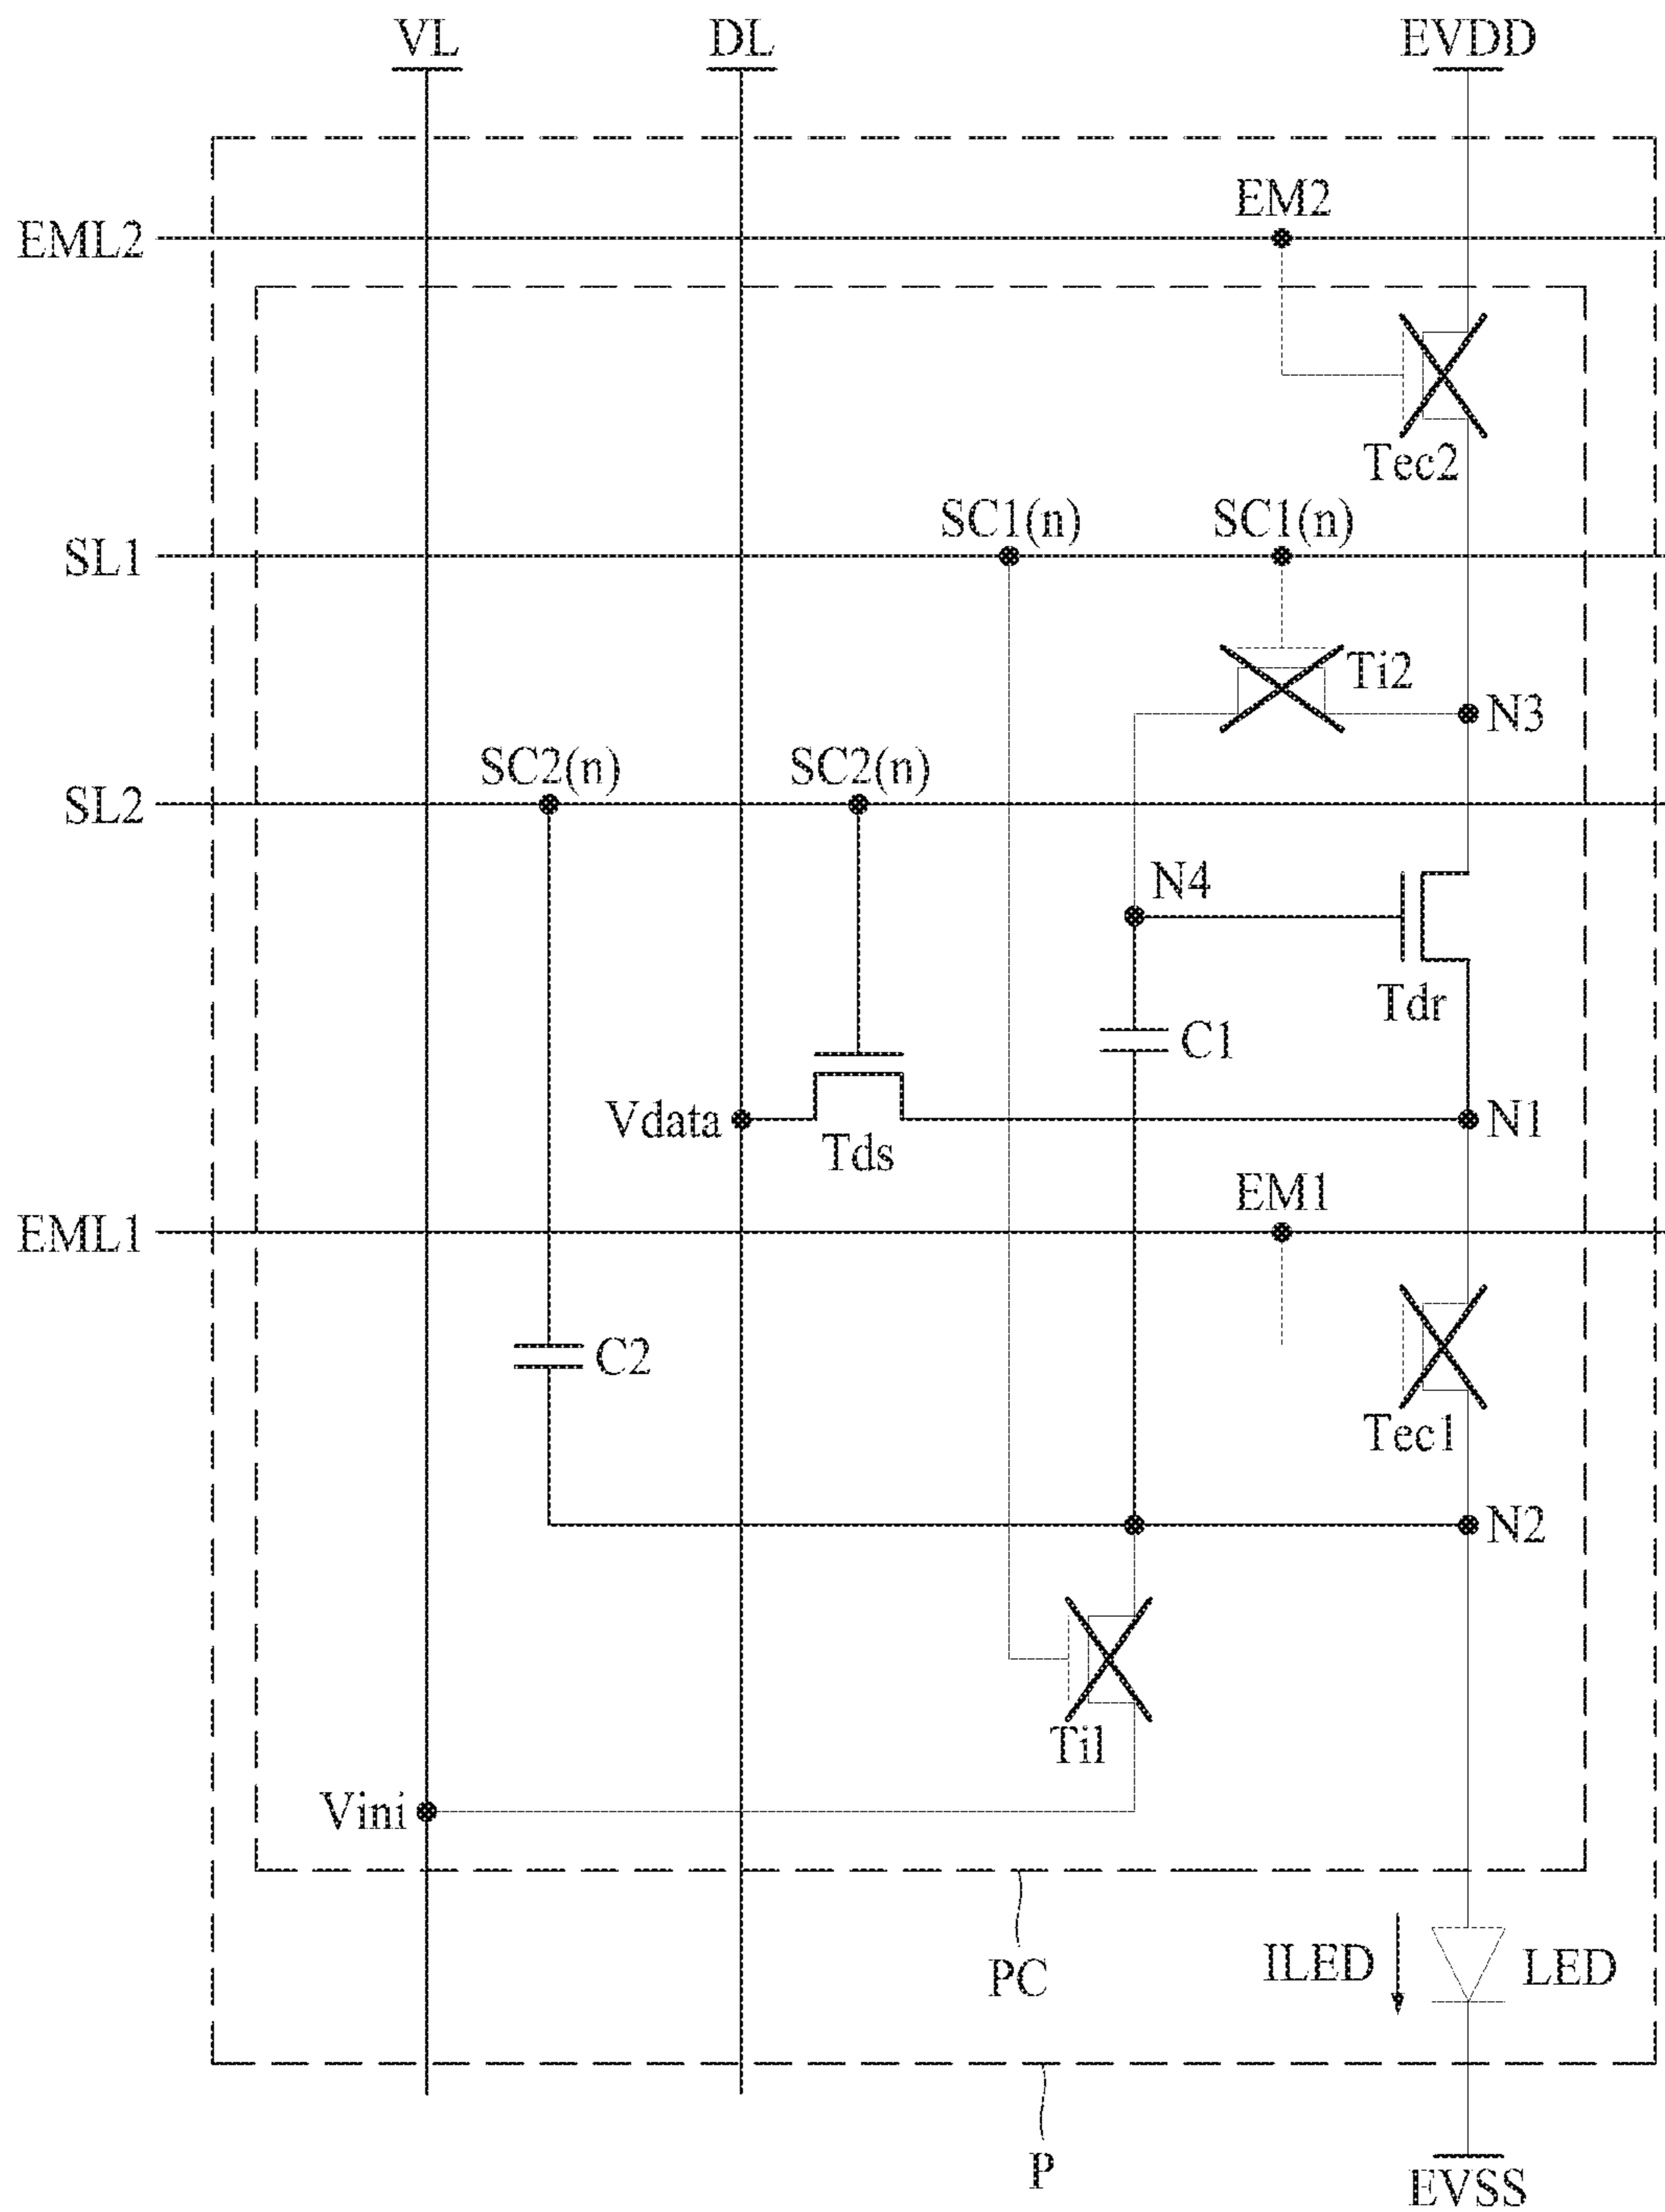 VL DL EVDD
EM2
EML2
Tec2
SC1(n) SC1(n)
SL1
Ti2
N3
SC2(n) SC2(n)
SL2
N4
Tdr
C1
Vdata
Tds
N1
EM1
EML1
C2
Tec1
N2
Ti1
Vini
ILED
LED
PC
P
EVSS